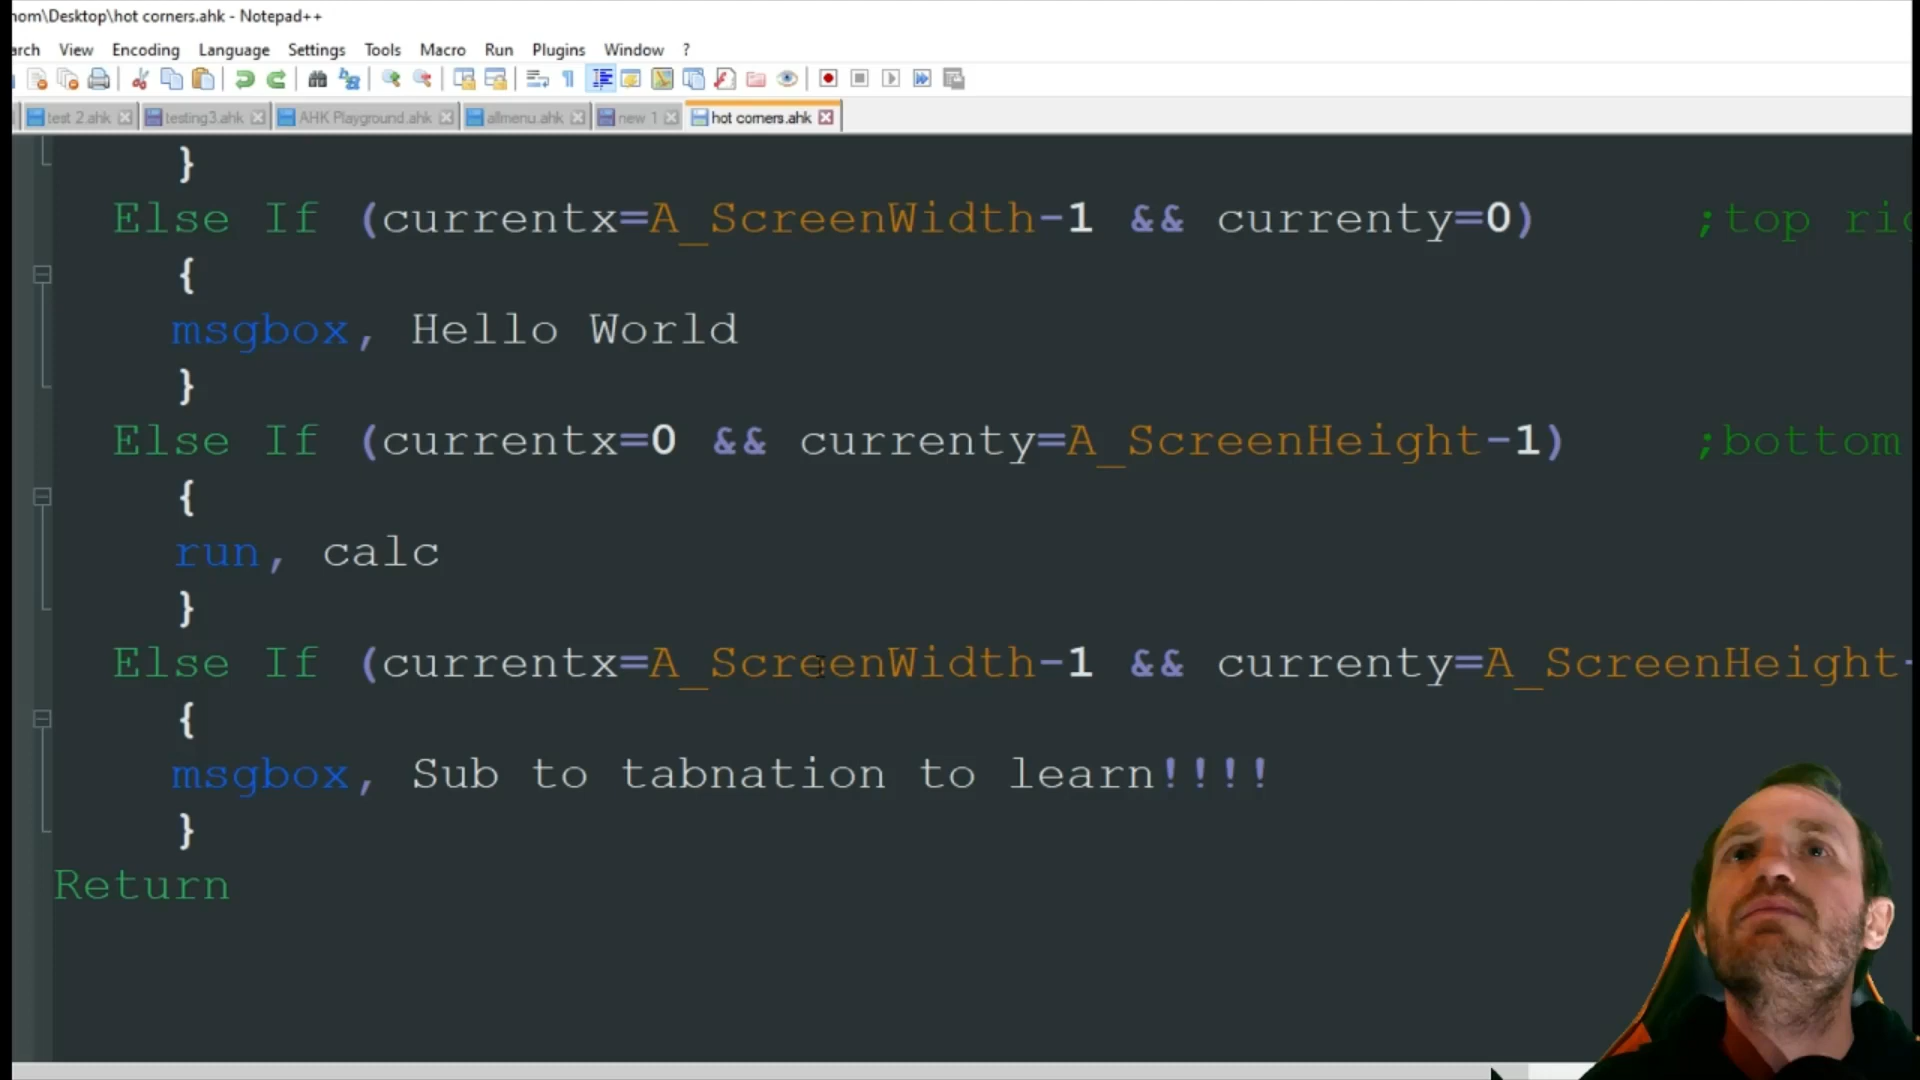 \Desktop\hot corners.ahk - Notepad++
View Encoding Language Settings Tools Macro Run Plugins Window ?
test 2.ahk testing3.ahk AHK Playground.ahk allmenu.ahk new 1 hot corners.ahk
}
Else If (currentx=A_ScreenWidth-1 && currenty=0) ;top
{
msgbox, Hello World
}
Else If (currentx=0 && currenty=A_ScreenHeight-1) ;bottom
{
run, calc
}
Else If (currentx=A_ScreenWidth-1 && currenty=A_ScreenHeight-
{
msgbox, Sub to tabnation to learn!!!!
}
Return